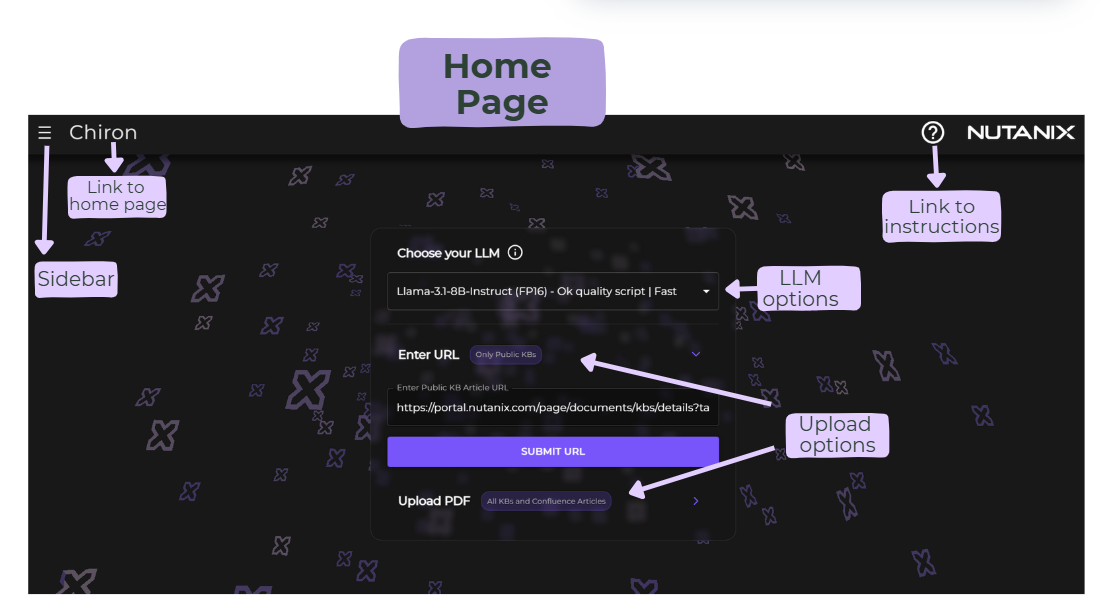 Home
Page
Chiron
NUTANIX
Link to
home page
Link to
instructions
Sidebar
Choose your LLM
LLM
options
Llama-3.1-8B-Instruct (FP16) - Ok quality script | Fast
Enter URL
Only Public KBs
Enter Public KB Article URL
https://portal.nutanix.com/page/documents/kbs/details?ta
Upload
options
SUBMIT URL
Upload PDF
All KBs and Confluence Articles